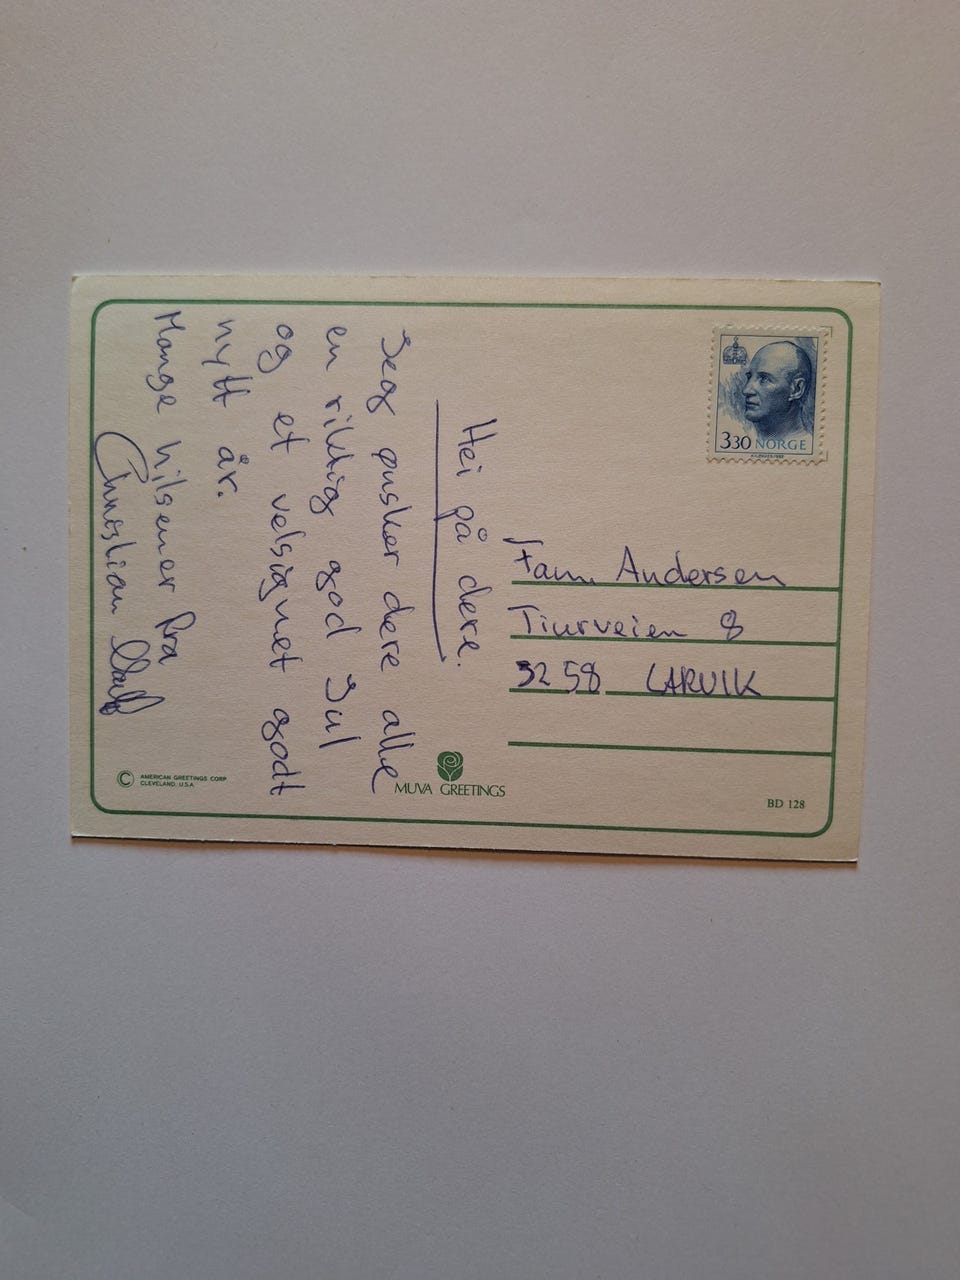 Hei på dere.
Jeg ønsker dere alle
en riktig god Jul
og et velsignet godt
nytt år.
Mange hilsener fra
Christian
3.30 NORGE
Fam. Andersen
Tiurveien 8
3258 LARVIK
MUVA GREETINGS
© AMERICAN GREETINGS CORP
CLEVELAND, U.S.A.
BD 128